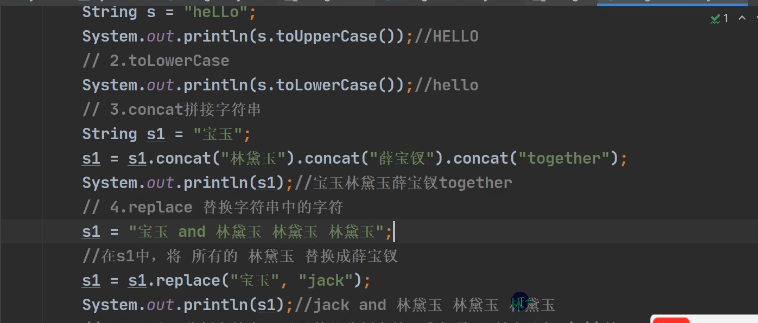 String s = "heLLo";
System.out.println(s.toUpperCase());//HELLO
// 2.toLowerCase
System.out.println(s.toLowerCase());//hello
// 3.concat拼接字符串
String s1 = "宝玉";
s1 = s1.concat("林黛玉").concat("薛宝钗").concat("together");
System.out.println(s1);//宝玉林黛玉薛宝钗together
// 4.replace 替换字符串中的字符
s1 = "宝玉 and 林黛玉 林黛玉 林黛玉";
//在s1中，将 所有的 林黛玉 替换成薛宝钗
s1 = s1.replace("宝玉", "jack");
System.out.println(s1);//jack and 林黛玉 林黛玉 林黛玉
1